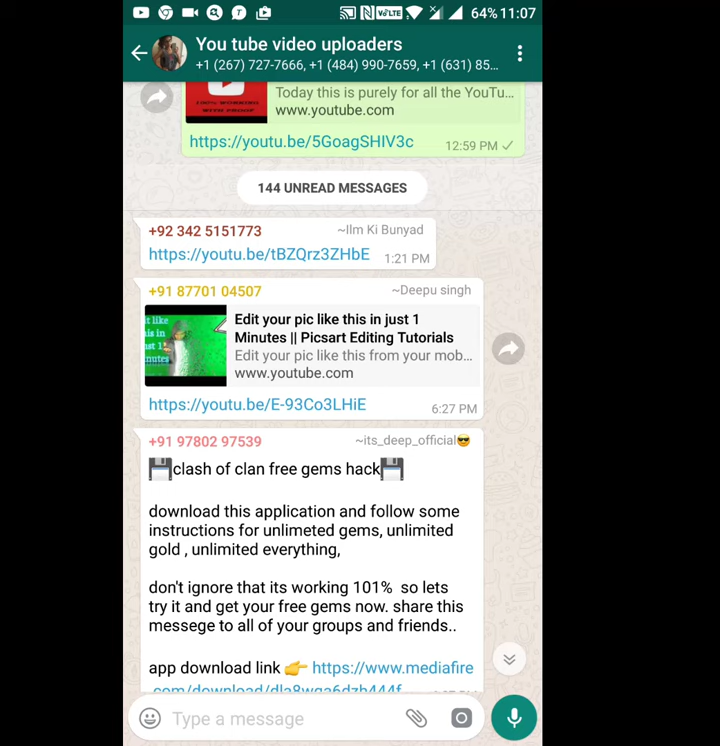 64% 11:07
You tube video uploaders
+1 (267) 727-7666, +1 (484) 990-7659, +1 (631) 85...
100% WORKING
WITH PROOF
Today this is purely for all the YouTu...
www.youtube.com
https://youtu.be/5GoagSHIV3c
12:59 PM
144 UNREAD MESSAGES
+92 342 5151773 ~Ilm Ki Bunyad
https://youtu.be/tBZQrz3ZHbE 1:21 PM
+91 87701 04507 ~Deepu singh
Edit your pic like this in just 1
Minutes || Picsart Editing Tutorials
Edit your pic like this from your mob...
www.youtube.com
https://youtu.be/E-93Co3LHiE
6:27 PM
+91 97802 97539 ~its_deep_official😎
💾clash of clan free gems hack💾
download this application and follow some
instructions for unlimeted gems, unlimited
gold , unlimited everything,
don't ignore that its working 101% so lets
try it and get your free gems now. share this
messege to all of your groups and friends..
app download link 👉 https://www.mediafire
Type a message